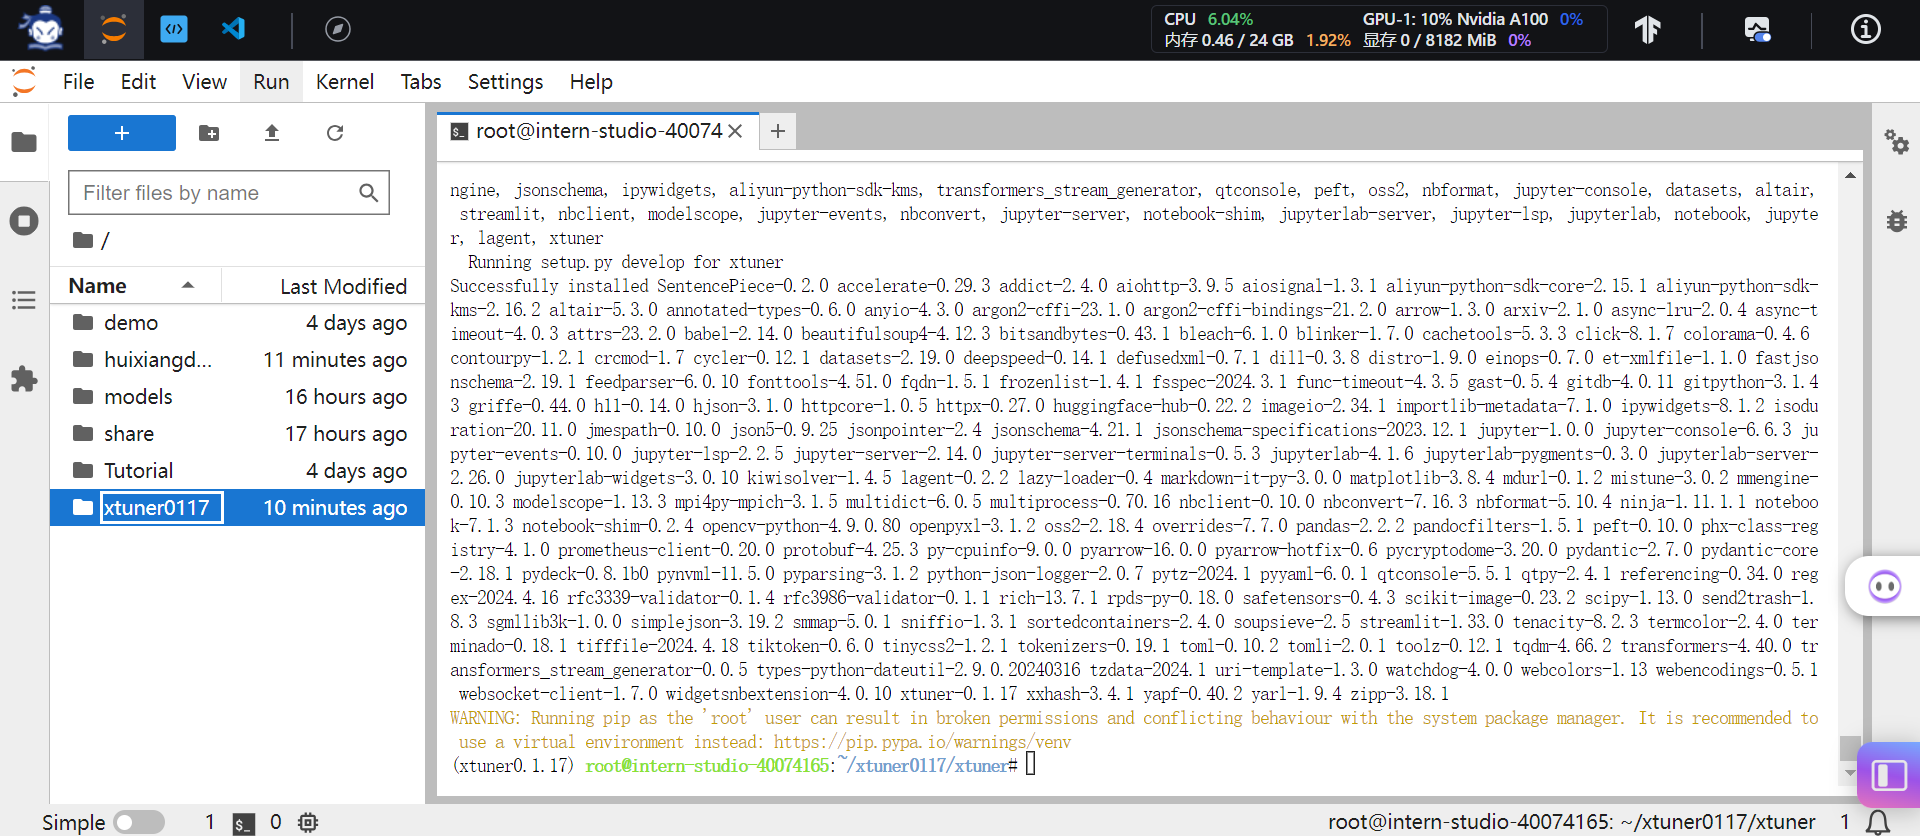 CPU 6.04% GPU-1: 10% Nvidia A100 0%
内存 0.46 / 24 GB 1.92% 显存 0 / 8182 MiB 0%
File Edit View Run Kernel Tabs Settings Help
root@intern-studio-40074
Filter files by name
/
Name Last Modified
demo 4 days ago
huixiangd... 11 minutes ago
models 16 hours ago
share 17 hours ago
Tutorial 4 days ago
xtuner0117 10 minutes ago
ngine, jsonschema, ipywidgets, aliyun-python-sdk-kms, transformers_stream_generator, qtconsole, peft, oss2, nbformat, jupyter-console, datasets, altair,
streamlit, nbclient, modelscope, jupyter-events, nbconvert, jupyter-server, notebook-shim, jupyterlab-server, jupyter-lsp, jupyterlab, notebook, jupyte
r, lagent, xtuner
Running setup.py develop for xtuner
Successfully installed SentencePiece-0.2.0 accelerate-0.29.3 addict-2.4.0 aiohttp-3.9.5 aiosignal-1.3.1 aliyun-python-sdk-core-2.15.1 aliyun-python-sdk-
kms-2.16.2 altair-5.3.0 annotated-types-0.6.0 anyio-4.3.0 argon2-cffi-23.1.0 argon2-cffi-bindings-21.2.0 arrow-1.3.0 arxiv-2.1.0 async-lru-2.0.4 async-t
imeout-4.0.3 attrs-23.2.0 babel-2.14.0 beautifulsoup4-4.12.3 bitsandbytes-0.43.1 bleach-6.1.0 blinker-1.7.0 cachetools-5.3.3 click-8.1.7 colorama-0.4.6
contourpy-1.2.1 crcmod-1.7 cycler-0.12.1 datasets-2.19.0 deepspeed-0.14.1 defusedxml-0.7.1 dill-0.3.8 distro-1.9.0 einops-0.7.0 et-xmlfile-1.1.0 fastjso
nschema-2.19.1 feedparser-6.0.10 fonttools-4.51.0 fqdn-1.5.1 frozenlist-1.4.1 fsspec-2024.3.1 func-timeout-4.3.5 gast-0.5.4 gitdb-4.0.11 gitpython-3.1.4
3 griffe-0.44.0 h11-0.14.0 hjson-3.1.0 httpcore-1.0.5 httpx-0.27.0 huggingface-hub-0.22.2 imageio-2.34.1 importlib-metadata-7.1.0 ipywidgets-8.1.2 isodu
ration-20.11.0 jmespath-0.10.0 json5-0.9.25 jsonpointer-2.4 jsonschema-4.21.1 jsonschema-specifications-2023.12.1 jupyter-1.0.0 jupyter-console-6.6.3 ju
pyter-events-0.10.0 jupyter-lsp-2.2.5 jupyter-server-2.14.0 jupyter-server-terminals-0.5.3 jupyterlab-4.1.6 jupyterlab-pygments-0.3.0 jupyterlab-server-
2.26.0 jupyterlab-widgets-3.0.10 kiwisolver-1.4.5 lagent-0.2.2 lazy-loader-0.4 markdown-it-py-3.0.0 matplotlib-3.8.4 mdurl-0.1.2 mistune-3.0.2 mmengine-
0.10.3 modelscope-1.13.3 mpi4py-mpich-3.1.5 multidict-6.0.5 multiprocess-0.70.16 nbclient-0.10.0 nbconvert-7.16.3 nbformat-5.10.4 ninja-1.11.1.1 noteboo
k-7.1.3 notebook-shim-0.2.4 opencv-python-4.9.0.80 openpyxl-3.1.2 oss2-2.18.4 overrides-7.7.0 pandas-2.2.2 pandocfilters-1.5.1 peft-0.10.0 phx-class-reg
istry-4.1.0 prometheus-client-0.20.0 protobuf-4.25.3 py-cpuinfo-9.0.0 pyarrow-16.0.0 pyarrow-hotfix-0.6 pycryptodome-3.20.0 pydantic-2.7.0 pydantic-core
-2.18.1 pydeck-0.8.1b0 pynvml-11.5.0 pyparsing-3.1.2 python-json-logger-2.0.7 pytz-2024.1 pyyaml-6.0.1 qtconsole-5.5.1 qtpy-2.4.1 referencing-0.34.0 reg
ex-2024.4.16 rfc3339-validator-0.1.4 rfc3986-validator-0.1.1 rich-13.7.1 rpds-py-0.18.0 safetensors-0.4.3 scikit-image-0.23.2 scipy-1.13.0 send2trash-1.
8.3 sgmllib3k-1.0.0 simplejson-3.19.2 smmap-5.0.1 sniffio-1.3.1 sortedcontainers-2.4.0 soupsieve-2.5 streamlit-1.33.0 tenacity-8.2.3 termcolor-2.4.0 ter
minado-0.18.1 tifffile-2024.4.18 tiktoken-0.6.0 tinycss2-1.2.1 tokenizers-0.19.1 toml-0.10.2 tomli-2.0.1 toolz-0.12.1 tqdm-4.66.2 transformers-4.40.0 tr
ansformers_stream_generator-0.0.5 types-python-dateutil-2.9.0.20240316 tzdata-2024.1 uri-template-1.3.0 watchdog-4.0.0 webcolors-1.13 webencodings-0.5.1
websocket-client-1.7.0 widgetsnbextension-4.0.10 xtuner-0.1.17 xxhash-3.4.1 yapf-0.40.2 yarl-1.9.4 zipp-3.18.1
WARNING: Running pip as the 'root' user can result in broken permissions and conflicting behaviour with the system package manager. It is recommended to
use a virtual environment instead: https://pip.pypa.io/warnings/venv
(xtuner0.1.17) root@intern-studio-40074165:~/xtuner0117/xtuner#
Simple 1 0 root@intern-studio-40074165: ~/xtuner0117/xtuner 1